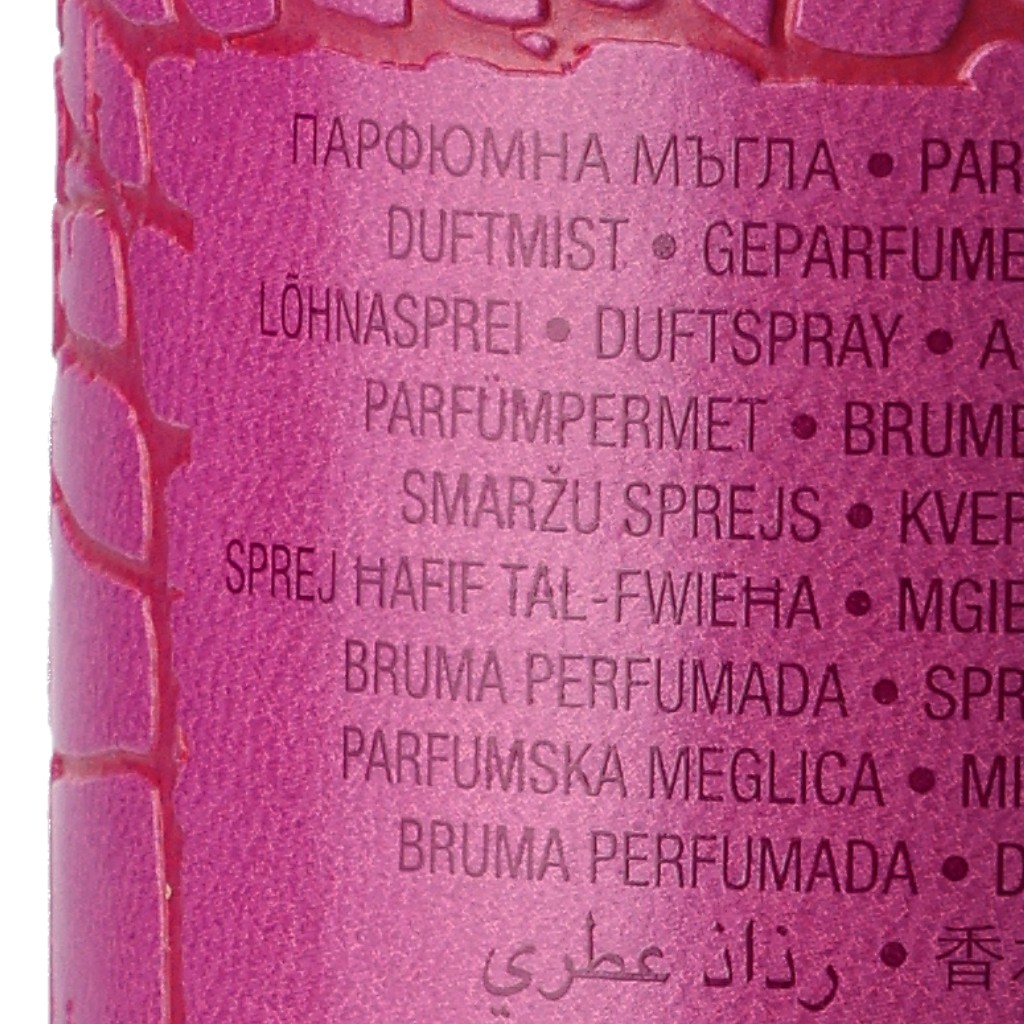 ПАРФЮМНА МЪГЛА • PAR
DUFTMIST • GEPARFUME
LÕHNASPREI • DUFTSPRAY • A
PARFÜMPERMET • BRUME
SMARŽU SPREJS • KVEP
SPREJ ĦAFIF TAL-FWIEĦA • MGIE
BRUMA PERFUMADA • SPR
PARFUMSKA MEGLICA • MI
BRUMA PERFUMADA • D
رذاذ عطري • 香